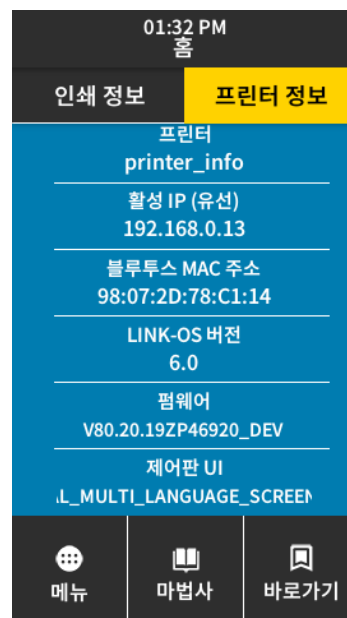 01:32 PM
홈
인쇄 정보 프린터 정보
프린터
printer_info
활성 IP (유선)
192.168.0.13
블루투스 MAC 주소
98:07:2D:78:C1:14
LINK-OS 버전
6.0
펌웨어
V80.20.19ZP46920_DEV
제어판 UI
L_MULTI_LANGUAGE_SCREEN
메뉴 마법사 바로가기